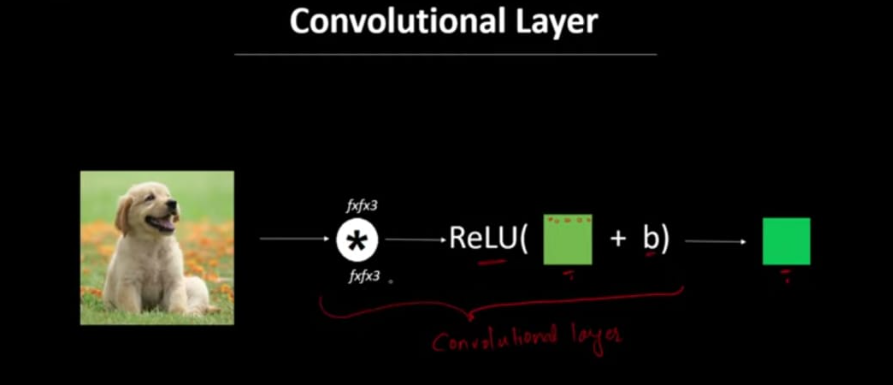 Convolutional Layer
fxfx3
* ReLU( + b)
fxfx3
Convolutional layer